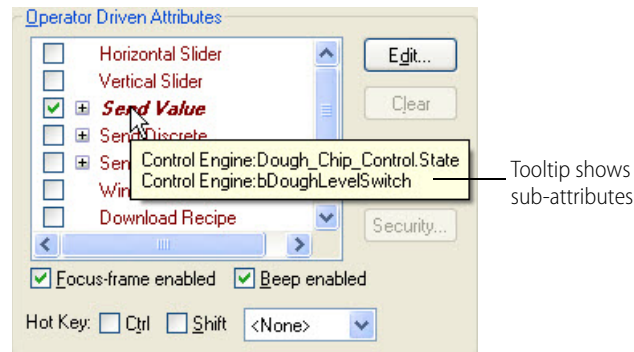 Operator Driven Attributes
Horizontal Slider
Vertical Slider
Send Value
Send Discrete
Sen
Win
Download Recipe
Control Engine:Dough_Chip_Control.State
Control Engine:bDoughLevelSwitch
Edit...
Clear
Security...
Tooltip shows
sub-attributes
Focus-frame enabled Beep enabled
Hot Key: Ctrl Shift <None>